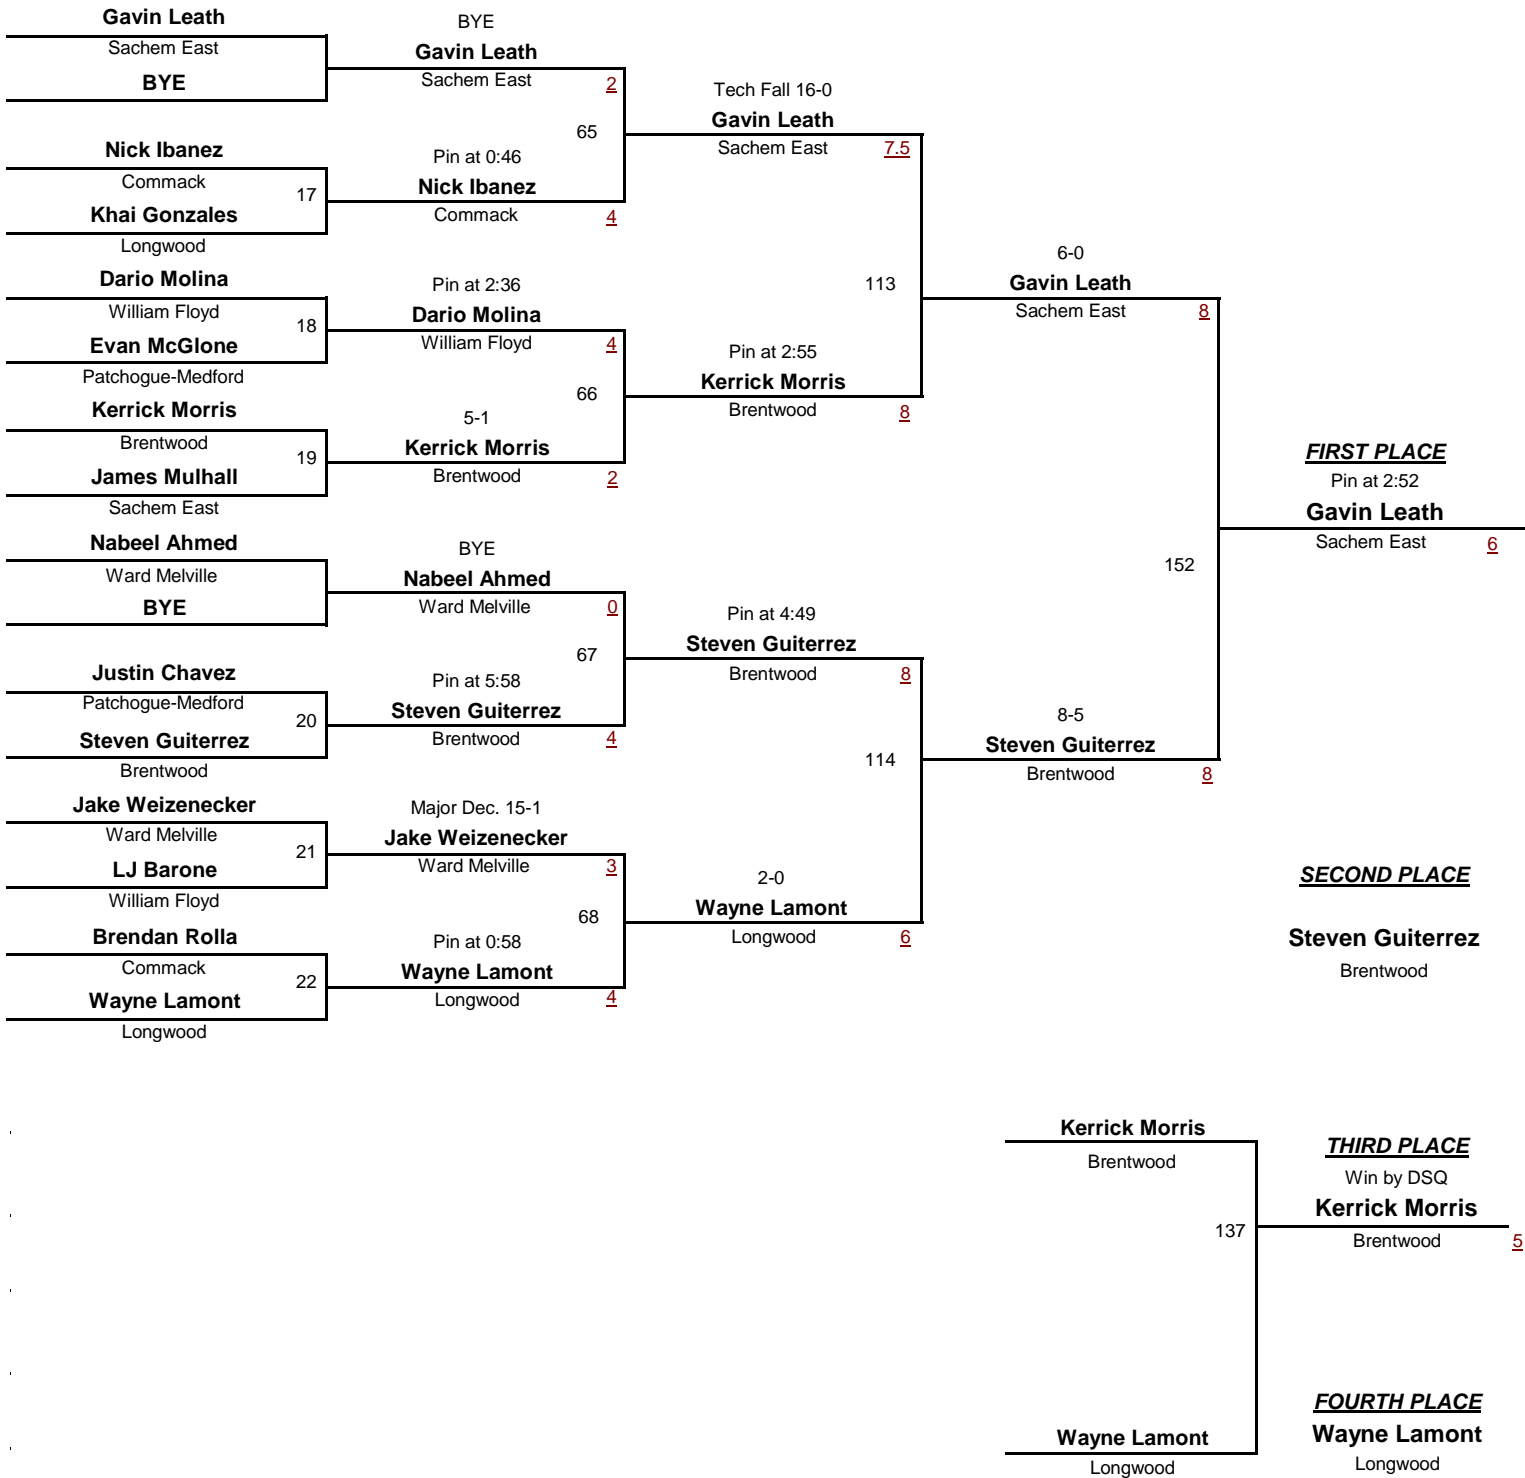 Gavin Leath
Sachem East
BYE
Nick Ibanez
Commack
17
Khai Gonzales
Longwood
Dario Molina
William Floyd
18
Evan McGlone
Patchogue-Medford
Kerrick Morris
Brentwood
19
James Mulhall
Sachem East
Nabeel Ahmed
Ward Melville
BYE
Justin Chavez
Patchogue-Medford
20
Steven Guiterrez
Brentwood
Jake Weizenecker
Ward Melville
21
LJ Barone
William Floyd
Brendan Rolla
Commack
22
Wayne Lamont
Longwood
BYE
Gavin Leath
Sachem East
2
65
Pin at 0:46
Nick Ibanez
Commack
4
Pin at 2:36
Dario Molina
William Floyd
4
66
5-1
Kerrick Morris
Brentwood
2
BYE
Nabeel Ahmed
Ward Melville
0
67
Pin at 5:58
Steven Guiterrez
Brentwood
4
Major Dec. 15-1
Jake Weizenecker
Ward Melville
3
68
Pin at 0:58
Wayne Lamont
Longwood
4
Tech Fall 16-0
Gavin Leath
Sachem East
7.5
113
Pin at 2:55
Kerrick Morris
Brentwood
8
Pin at 4:49
Steven Guiterrez
Brentwood
8
114
2-0
Wayne Lamont
Longwood
6
6-0
Gavin Leath
Sachem East
8
152
8-5
Steven Guiterrez
Brentwood
8
FIRST PLACE
Pin at 2:52
Gavin Leath
Sachem East
6
SECOND PLACE
Steven Guiterrez
Brentwood
Kerrick Morris
Brentwood
137
Wayne Lamont
Longwood
THIRD PLACE
Win by DSQ
Kerrick Morris
Brentwood
5
FOURTH PLACE
Wayne Lamont
Longwood